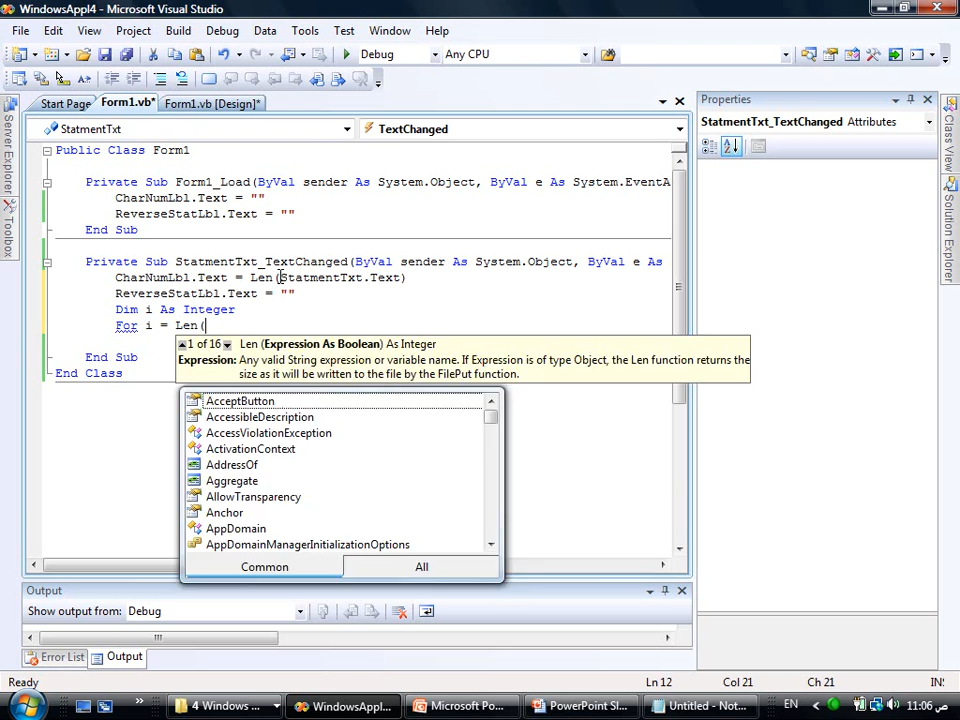 WindowsAppl4 - Microsoft Visual Studio
File Edit View Project Build Debug Data Tools Test Window Help
Debug Any CPU
Start Page Form1.vb* Form1.vb [Design]*
StatmentTxt TextChanged
Public Class Form1
Private Sub Form1_Load(ByVal sender As System.Object, ByVal e As System.EventA
CharNumLbl.Text = ""
ReverseStatLbl.Text = ""
End Sub
Private Sub StatmentTxt_TextChanged(ByVal sender As System.Object, ByVal e As
CharNumLbl.Text = Len(StatmentTxt.Text)
ReverseStatLbl.Text = ""
Dim i As Integer
For i = Len(
1 of 16 Len (Expression As Boolean) As Integer
Expression: Any valid String expression or variable name. If Expression is of type Object, the Len function returns the
size as it will be written to the file by the FilePut function.
End Sub
End Class
AcceptButton
AccessibleDescription
AccessViolationException
ActivationContext
AddressOf
Aggregate
AllowTransparency
Anchor
AppDomain
AppDomainManagerInitializationOptions
Common All
Properties
StatmentTxt_TextChanged Attributes
Server Explorer
Toolbox
Class View
Solution Explorer
Output
Show output from: Debug
Error List Output
Ready Ln 12 Col 21 Ch 21 IN
4 Windows Exp... WindowsAppl... Microsoft Po... PowerPoint Sl... Untitled - Not... EN 11:06 ص